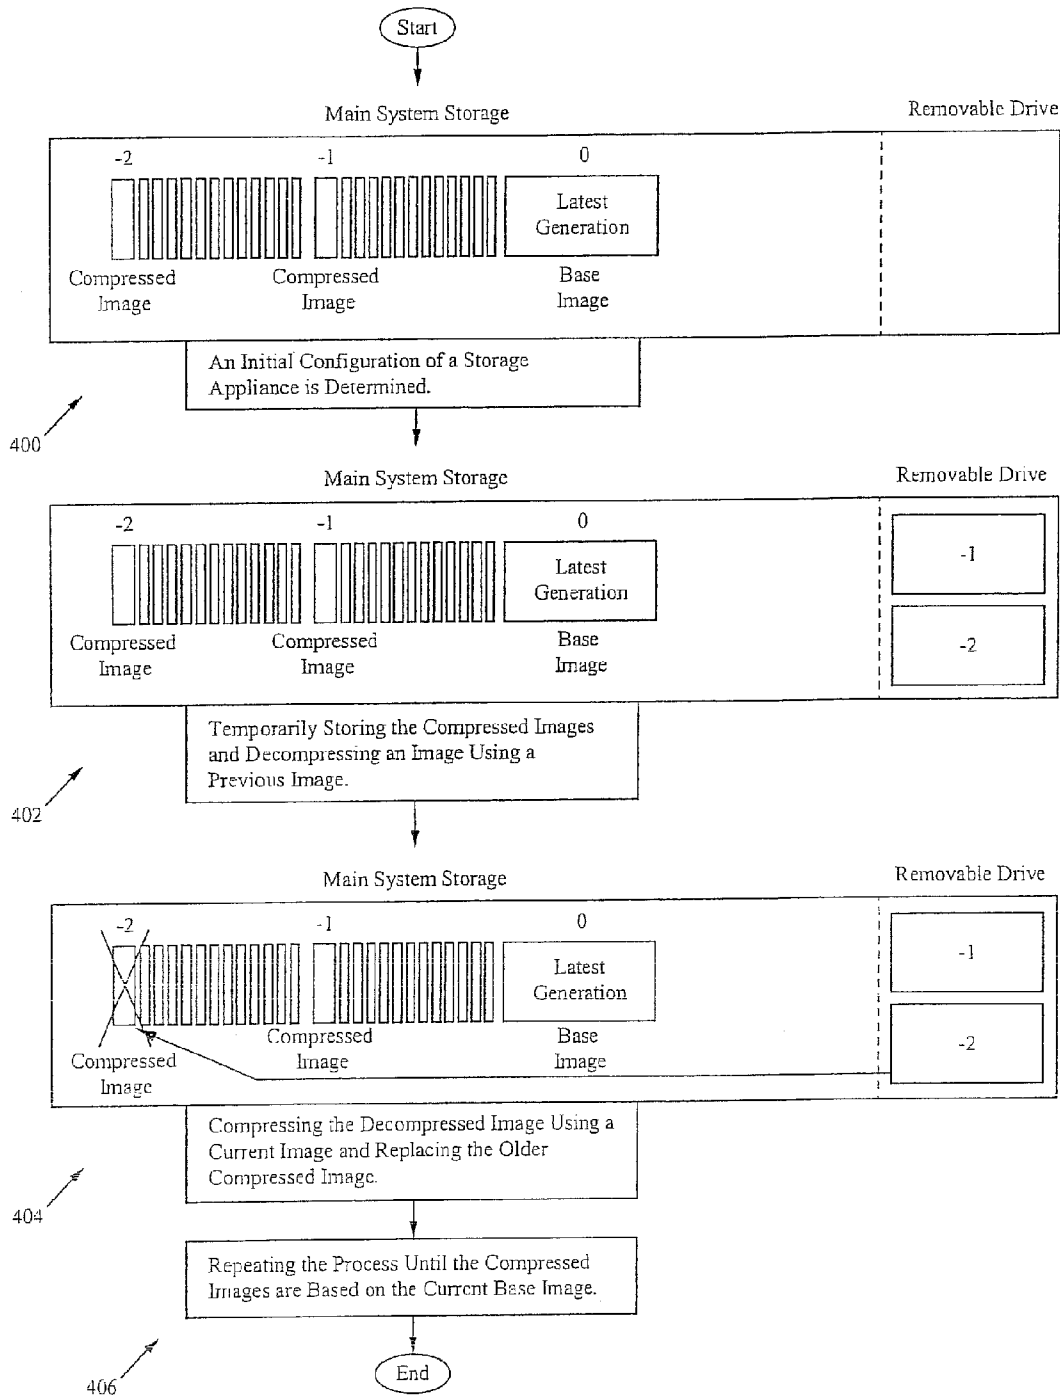 Start
Main System Storage
Removable Drive
-2
-1
0
Latest
Generation
Compressed
Image
Compressed
Image
Base
Image
An Initial Configuration of a Storage
Appliance is Determined.
400
Main System Storage
Removable Drive
-2
-1
0
Latest
Generation
-1
-2
Compressed
Image
Compressed
Image
Base
Image
Temporarily Storing the Compressed Images
and Decompressing an Image Using a
Previous Image.
402
Main System Storage
Removable Drive
-2
-1
0
Latest
Generation
-1
-2
Compressed
Image
Compressed
Image
Base
Image
Compressing the Decompressed Image Using a
Current Image and Replacing the Older
Compressed Image.
404
Repeating the Process Until the Compressed
Images are Based on the Current Base Image.
406
End